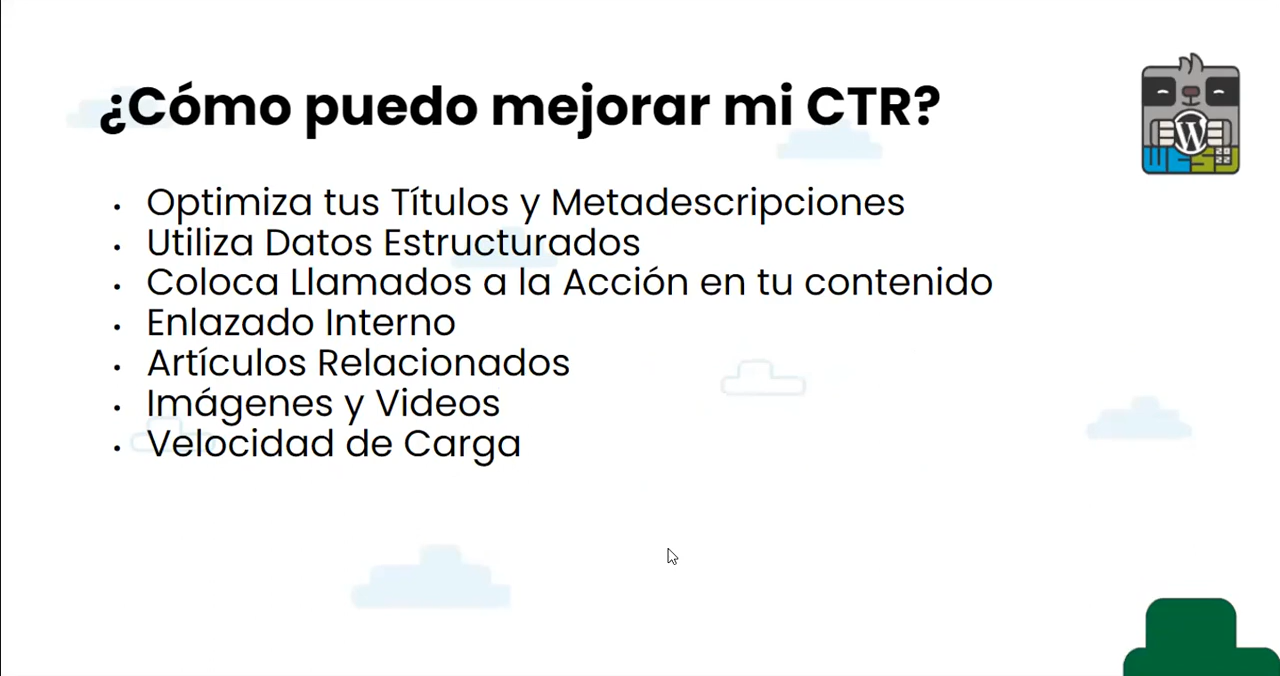 ¿Cómo puedo mejorar mi CTR?
• Optimiza tus Títulos y Metadescripciones
• Utiliza Datos Estructurados
• Coloca Llamados a la Acción en tu contenido
• Enlazado Interno
• Artículos Relacionados
• Imágenes y Videos
• Velocidad de Carga